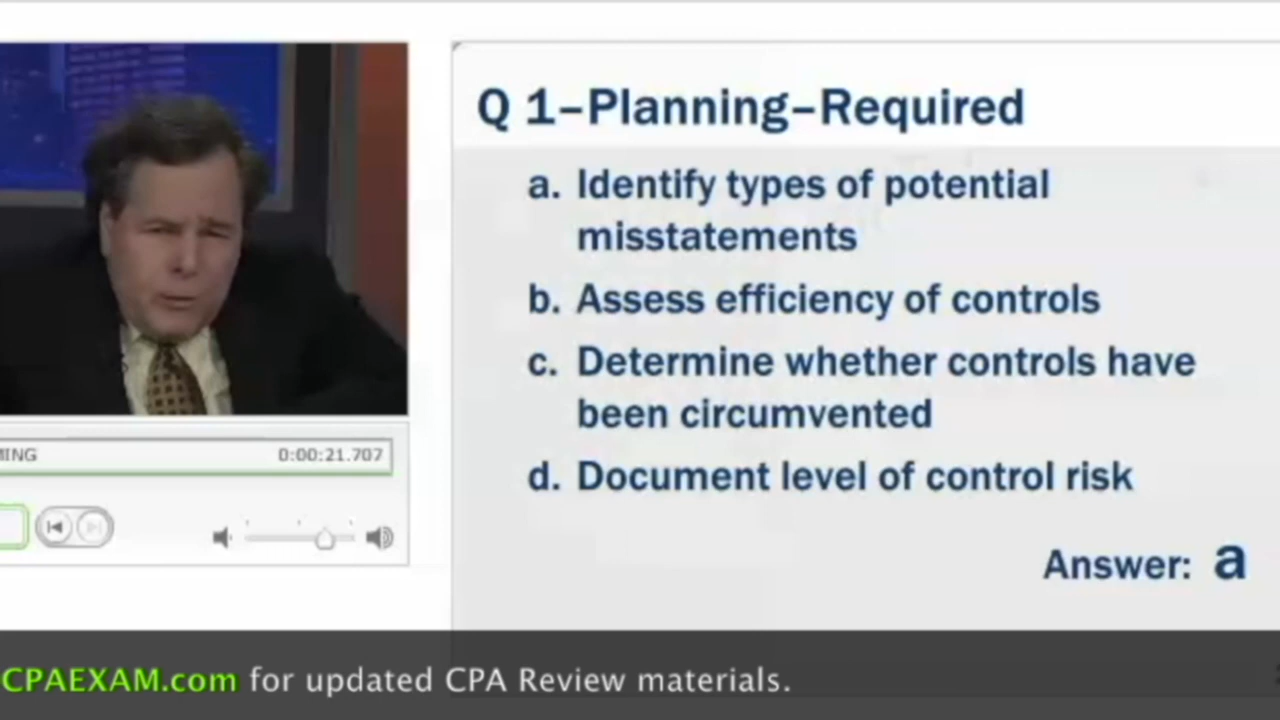 Q 1–Planning–Required
a. Identify types of potential
misstatements
b. Assess efficiency of controls
c. Determine whether controls have
been circumvented
d. Document level of control risk
Answer: a
0:00:21.707
CPAEXAM.com for updated CPA Review materials.